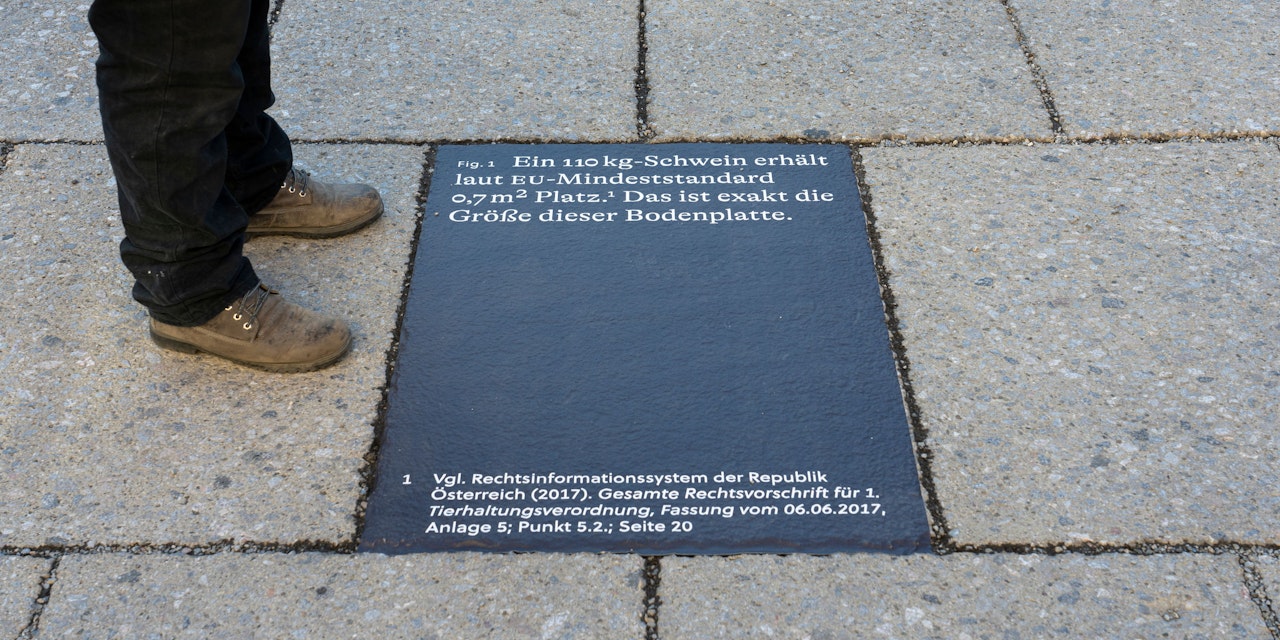 Fig. 1 Ein 110 kg-Schwein erhält
laut EU-Mindeststandard
0,7 m² Platz.¹ Das ist exakt die
Größe dieser Bodenplatte.
1 Vgl. Rechtsinformationssystem der Republik
Österreich (2017). Gesamte Rechtsvorschrift für 1.
Tierhaltungsverordnung, Fassung vom 06.06.2017,
Anlage 5; Punkt 5.2.; Seite 20